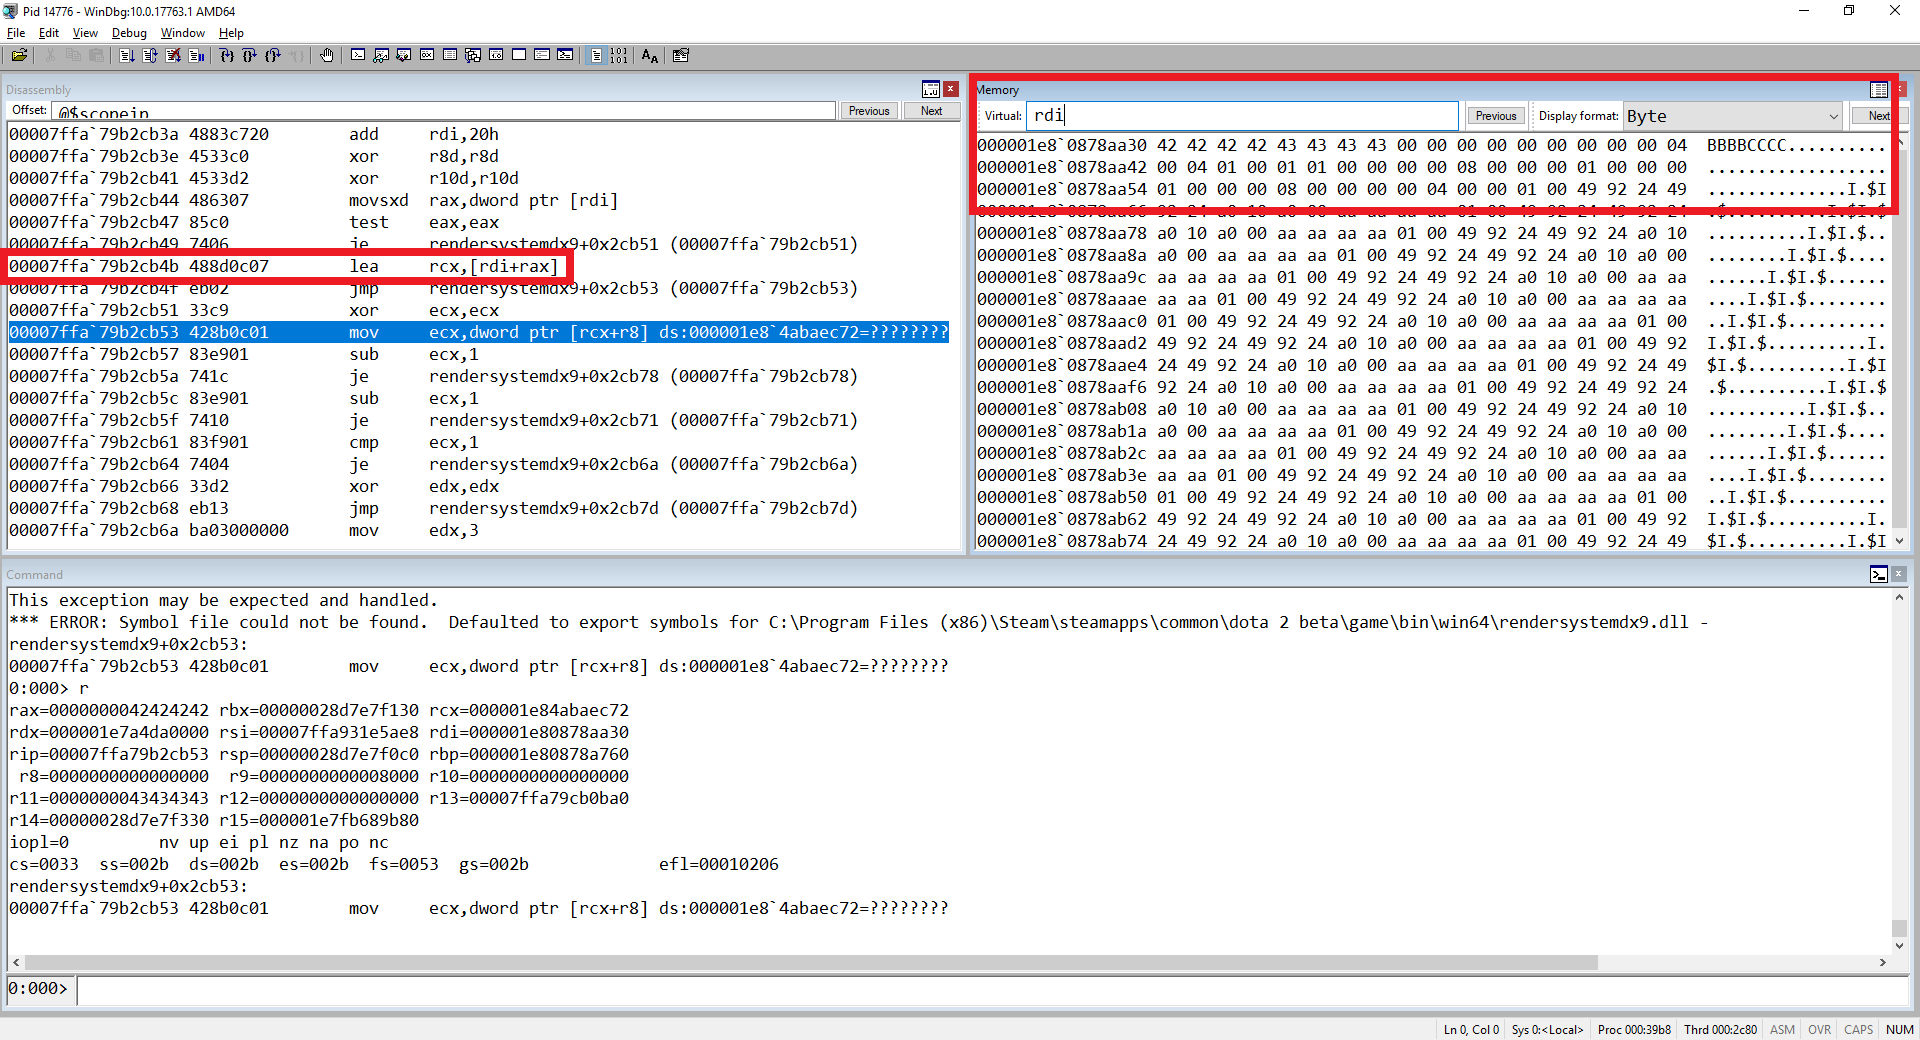 Pid 14776 - WinDbg:10.0.17763.1 AMD64
File Edit View Debug Window Help
Disassembly
Offset: @$scopeip Previous Next
00007ffa`79b2cb3a 4883c720 add rdi,20h
00007ffa`79b2cb3e 4533c0 xor r8d,r8d
00007ffa`79b2cb41 4533d2 xor r10d,r10d
00007ffa`79b2cb44 486307 movsxd rax,dword ptr [rdi]
00007ffa`79b2cb47 85c0 test eax,eax
00007ffa`79b2cb49 7406 je rendersystemdx9+0x2cb51 (00007ffa`79b2cb51)
00007ffa`79b2cb4b 488d0c07 lea rcx,[rdi+rax]
00007ffa`79b2cb4f eb02 jmp rendersystemdx9+0x2cb53 (00007ffa`79b2cb53)
00007ffa`79b2cb51 33c9 xor ecx,ecx
00007ffa`79b2cb53 428b0c01 mov ecx,dword ptr [rcx+r8] ds:000001e8`4abaec72=????????
00007ffa`79b2cb57 83e901 sub ecx,1
00007ffa`79b2cb5a 741c je rendersystemdx9+0x2cb78 (00007ffa`79b2cb78)
00007ffa`79b2cb5c 83e901 sub ecx,1
00007ffa`79b2cb5f 7410 je rendersystemdx9+0x2cb71 (00007ffa`79b2cb71)
00007ffa`79b2cb61 83f901 cmp ecx,1
00007ffa`79b2cb64 7404 je rendersystemdx9+0x2cb6a (00007ffa`79b2cb6a)
00007ffa`79b2cb66 33d2 xor edx,edx
00007ffa`79b2cb68 eb13 jmp rendersystemdx9+0x2cb7d (00007ffa`79b2cb7d)
00007ffa`79b2cb6a ba03000000 mov edx,3
Memory
Virtual: rdi Previous Display format: Byte Next
000001e8`0878aa30 42 42 42 42 43 43 43 43 00 00 00 00 00 00 00 00 00 04 BBBBCCCC..........
000001e8`0878aa42 00 04 01 00 01 01 00 00 00 00 08 00 00 00 01 00 00 00 ..................
000001e8`0878aa54 01 00 00 00 08 00 00 00 00 04 00 00 01 00 49 92 24 49 ..............I.$I
000001e8`0878aa66 92 24 a0 10 a0 00 aa aa aa aa 01 00 49 92 24 49 92 24 .$..........I.$I.$
000001e8`0878aa78 a0 10 a0 00 aa aa aa aa 01 00 49 92 24 49 92 24 a0 10 ..........I.$I.$..
000001e8`0878aa8a a0 00 aa aa aa aa 01 00 49 92 24 49 92 24 a0 10 a0 00 ........I.$I.$....
000001e8`0878aa9c aa aa aa aa 01 00 49 92 24 49 92 24 a0 10 a0 00 aa aa ......I.$I.$......
000001e8`0878aaae aa aa 01 00 49 92 24 49 92 24 a0 10 a0 00 aa aa aa aa ....I.$I.$........
000001e8`0878aac0 01 00 49 92 24 49 92 24 a0 10 a0 00 aa aa aa aa 01 00 ..I.$I.$..........
000001e8`0878aad2 49 92 24 49 92 24 a0 10 a0 00 aa aa aa aa 01 00 49 92 I.$I.$..........I.
000001e8`0878aae4 24 49 92 24 a0 10 a0 00 aa aa aa aa 01 00 49 92 24 49 $I.$..........I.$I
000001e8`0878aaf6 92 24 a0 10 a0 00 aa aa aa aa 01 00 49 92 24 49 92 24 .$..........I.$I.$
000001e8`0878ab08 a0 10 a0 00 aa aa aa aa 01 00 49 92 24 49 92 24 a0 10 ..........I.$I.$..
000001e8`0878ab1a a0 00 aa aa aa aa 01 00 49 92 24 49 92 24 a0 10 a0 00 ........I.$I.$....
000001e8`0878ab2c aa aa aa aa 01 00 49 92 24 49 92 24 a0 10 a0 00 aa aa ......I.$I.$......
000001e8`0878ab3e aa aa 01 00 49 92 24 49 92 24 a0 10 a0 00 aa aa aa aa ....I.$I.$........
000001e8`0878ab50 01 00 49 92 24 49 92 24 a0 10 a0 00 aa aa aa aa 01 00 ..I.$I.$..........
000001e8`0878ab62 49 92 24 49 92 24 a0 10 a0 00 aa aa aa aa 01 00 49 92 I.$I.$..........I.
000001e8`0878ab74 24 49 92 24 a0 10 a0 00 aa aa aa aa 01 00 49 92 24 49 $I.$..........I.$I
Command
This exception may be expected and handled.
*** ERROR: Symbol file could not be found.  Defaulted to export symbols for C:\Program Files (x86)\Steam\steamapps\common\dota 2 beta\game\bin\win64\rendersystemdx9.dll -
rendersystemdx9+0x2cb53:
00007ffa`79b2cb53 428b0c01 mov ecx,dword ptr [rcx+r8] ds:000001e8`4abaec72=????????
0:000> r
rax=0000000042424242 rbx=00000028d7e7f130 rcx=000001e84abaec72
rdx=000001e7a4da0000 rsi=00007ffa931e5ae8 rdi=000001e80878aa30
rip=00007ffa79b2cb53 rsp=00000028d7e7f0c0 rbp=000001e80878a760
r8=0000000000000000 r9=0000000000008000 r10=0000000000000000
r11=0000000043434343 r12=0000000000000000 r13=00007ffa79cb0ba0
r14=00000028d7e7f330 r15=000001e7fb689b80
iopl=0 nv up ei pl nz na po nc
cs=0033 ss=002b ds=002b es=002b fs=0053 gs=002b efl=00010206
rendersystemdx9+0x2cb53:
00007ffa`79b2cb53 428b0c01 mov ecx,dword ptr [rcx+r8] ds:000001e8`4abaec72=????????
0:000>
Ln 0, Col 0 Sys 0:<Local> Proc 000:39b8 Thrd 000:2c80 ASM OVR CAPS NUM